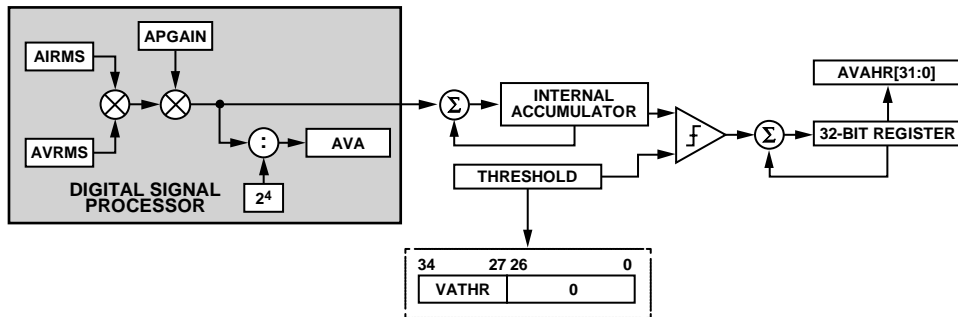 AIRMS
APGAIN
AVRMS
:
AVA
2⁴
DIGITAL SIGNAL
PROCESSOR
Σ
INTERNAL
ACCUMULATOR
THRESHOLD
Σ
AVAHR[31:0]
32-BIT REGISTER
34 27 26 0
VATHR 0